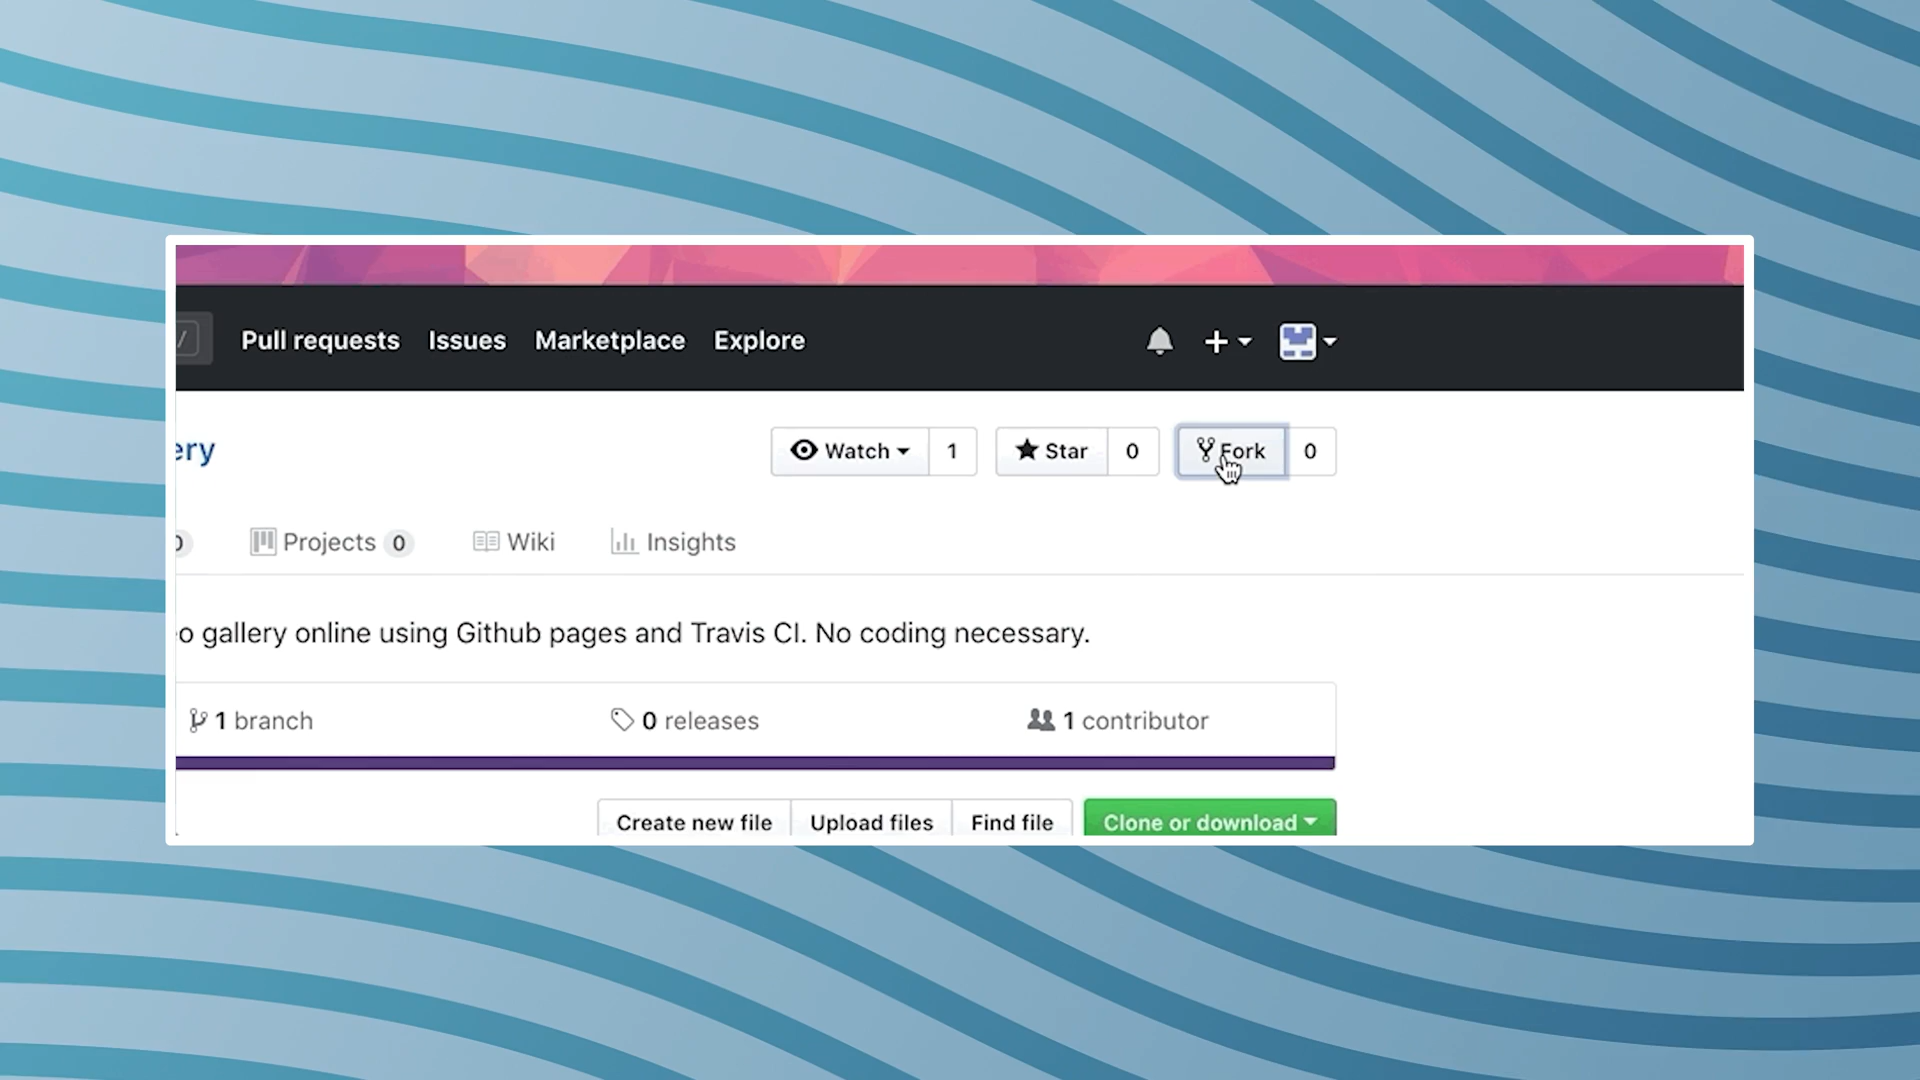 / Pull requests Issues Marketplace Explore
ery Watch 1 Star 0 Fork 0
Projects 0 Wiki Insights
o gallery online using Github pages and Travis CI. No coding necessary.
1 branch 0 releases 1 contributor
Create new file Upload files Find file Clone or download